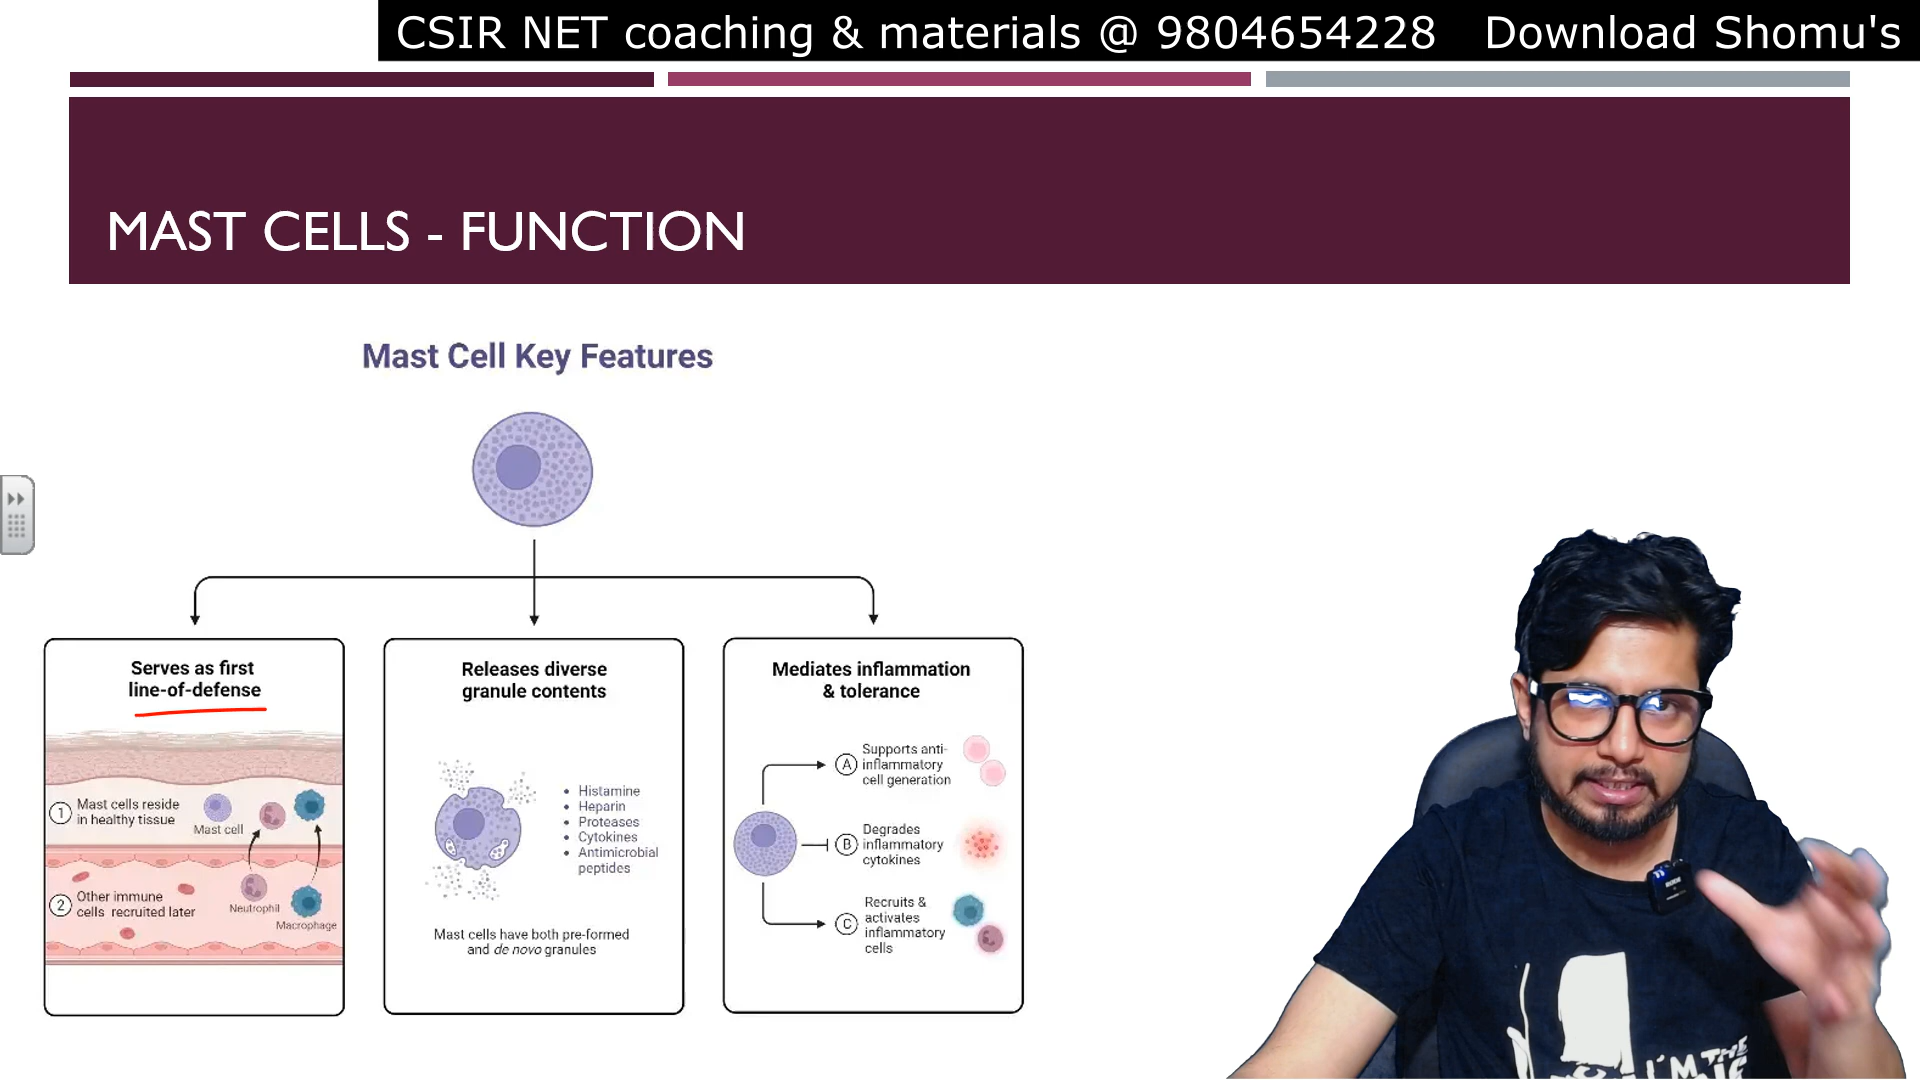 CSIR NET coaching & materials @ 9804654228 Download Shomu's
MAST CELLS - FUNCTION
Mast Cell Key Features
Serves as first
line-of-defense
1 Mast cells reside
in healthy tissue
Mast cell
2 Other immune
cells recruited later
Neutrophil
Macrophage
Releases diverse
granule contents
• Histamine
• Heparin
• Proteases
• Cytokines
• Antimicrobial
peptides
Mast cells have both pre-formed
and de novo granules
Mediates inflammation
& tolerance
A Supports anti-
inflammatory
cell generation
B Degrades
inflammatory
cytokines
C Recruits &
activates
inflammatory
cells
I'M THE